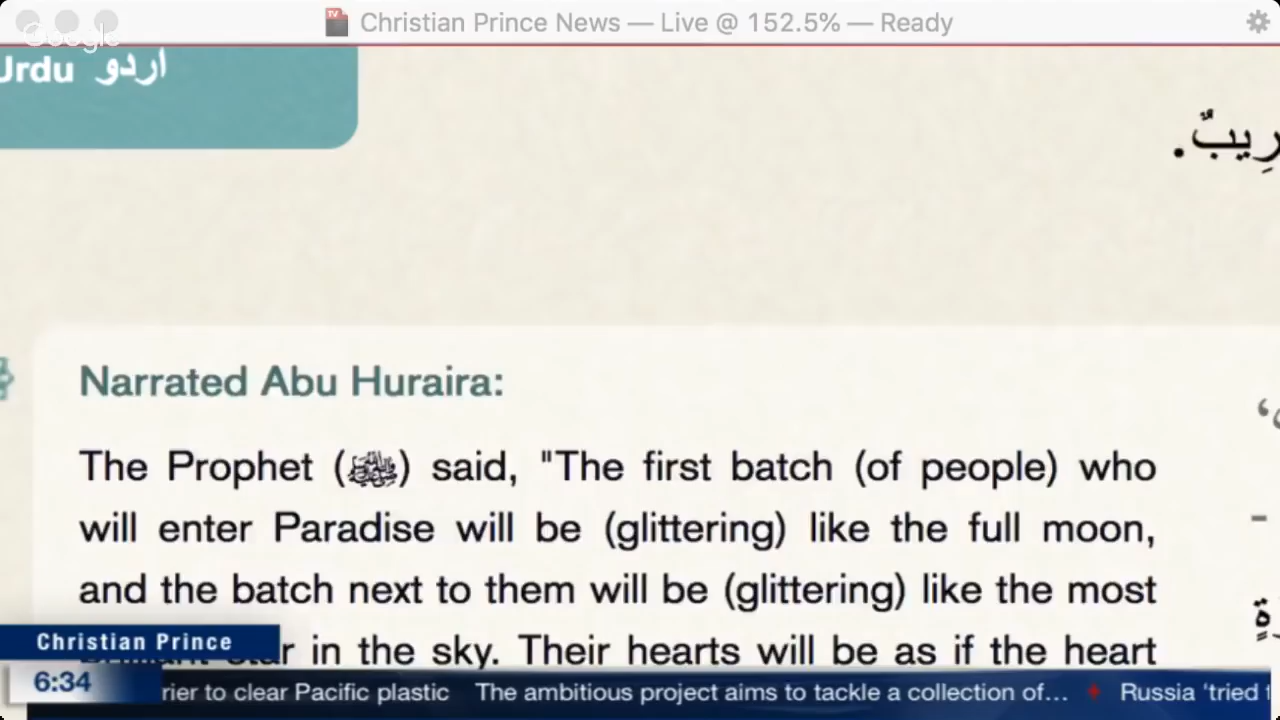 Christian Prince News — Live @ 152.5% — Ready
Google
Urdu اردو
رِيبٌ.
Narrated Abu Huraira:
The Prophet (ﷺ) said, "The first batch (of people) who
will enter Paradise will be (glittering) like the full moon,
and the batch next to them will be (glittering) like the most
in the sky. Their hearts will be as if the heart
Christian Prince
6:34
rier to clear Pacific plastic The ambitious project aims to tackle a collection of... Russia 'tried